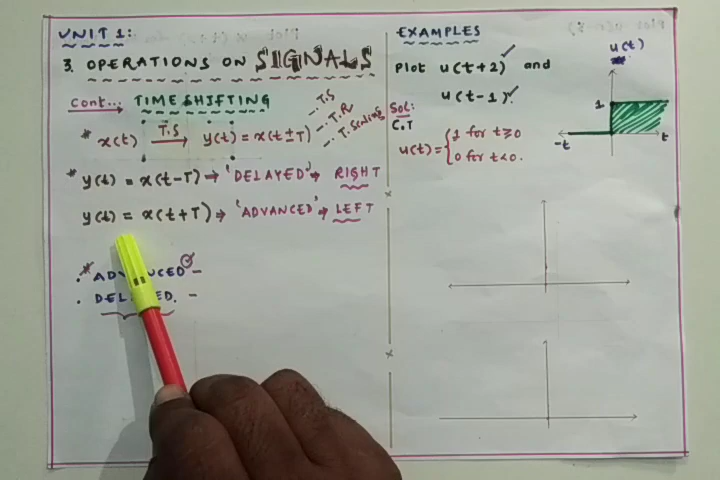 UNIT 1:
3. OPERATIONS ON SIGNALS
Cont... TIME SHIFTING
- T.S
- T.R
- T. Scaling
* x(t) T.S → y(t) = x(t±T)
* y(t) = x(t-T) ⇒ 'DELAYED' → RIGHT
y(t) = x(t+T) ⇒ 'ADVANCED' → LEFT
EXAMPLES
Plot u(t+2) ✓ and
u(t-1) ✓.
u(t)
1
-t
t
Sol:
C.T
u(t) = { 1 for t ≥ 0
0 for t < 0.